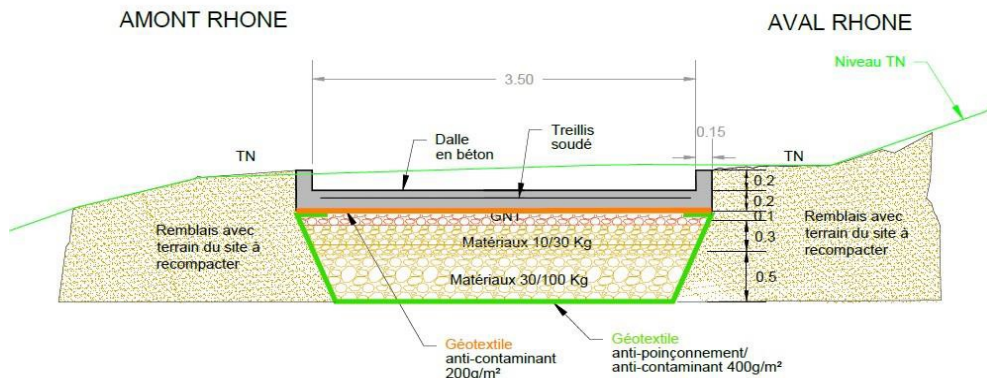 AMONT RHONE
AVAL RHONE
Niveau TN
3.50
Dalle
en béton
Treillis
soudé
0.15
TN
TN
0.2
0.2
0.1
0.3
0.5
GNT
Remblais avec
terrain du site à
recompacter
Matériaux 10/30 Kg
Matériaux 30/100 Kg
Remblais avec
terrain du site à
recompacter
Géotextile
anti-contaminant
200g/m²
Géotextile
anti-poinçonnement/
anti-contaminant 400g/m²